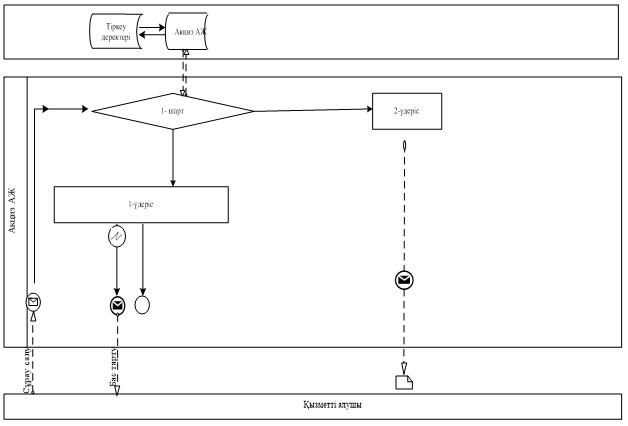 Тіркеу
деректері
Акциз АЖ
1- шарт
2-үдеріс
1-үдеріс
Акциз АЖ
Сұрау салу
Бас тарту
Қызметті алушы